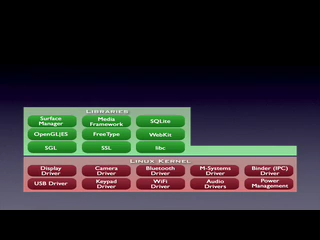 Libraries
Surface Manager
Media Framework
SQLite
OpenGL|ES
FreeType
WebKit
SGL
SSL
libc
Linux Kernel
Display Driver
Camera Driver
Bluetooth Driver
M-Systems Driver
Binder (IPC) Driver
USB Driver
Keypad Driver
WiFi Driver
Audio Drivers
Power Management